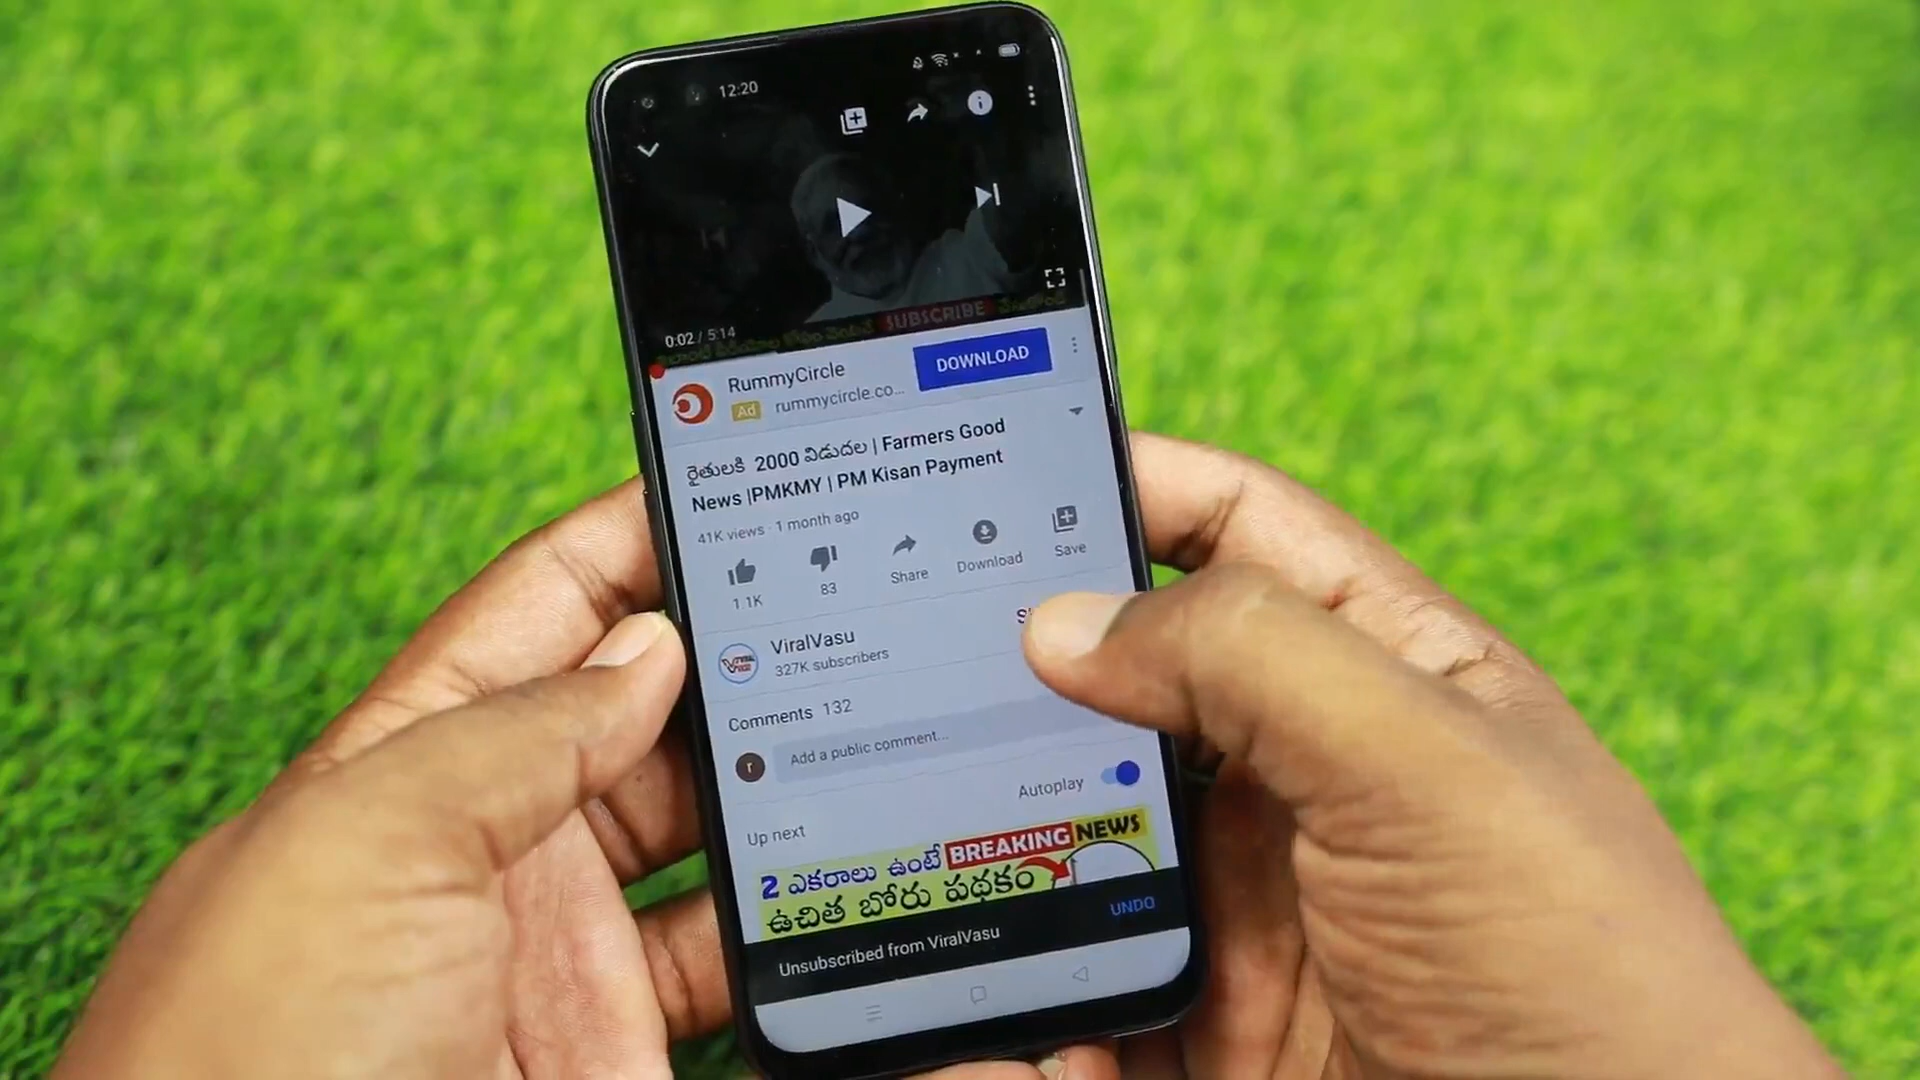 12:20
SUBSCRIBE
0:02 / 5:14
RummyCircle
Ad rummycircle.co...
DOWNLOAD
రైతులకి 2000 విడుదల | Farmers Good
News |PMKMY | PM Kisan Payment
41K views · 1 month ago
1.1K
83
Share
Download
Save
ViralVasu
327K subscribers
Comments 132
r
Add a public comment...
Autoplay
Up next
2 ఎకరాలు ఉంటే BREAKING NEWS
ఉచిత బోరు పథకం
Unsubscribed from ViralVasu
UNDO